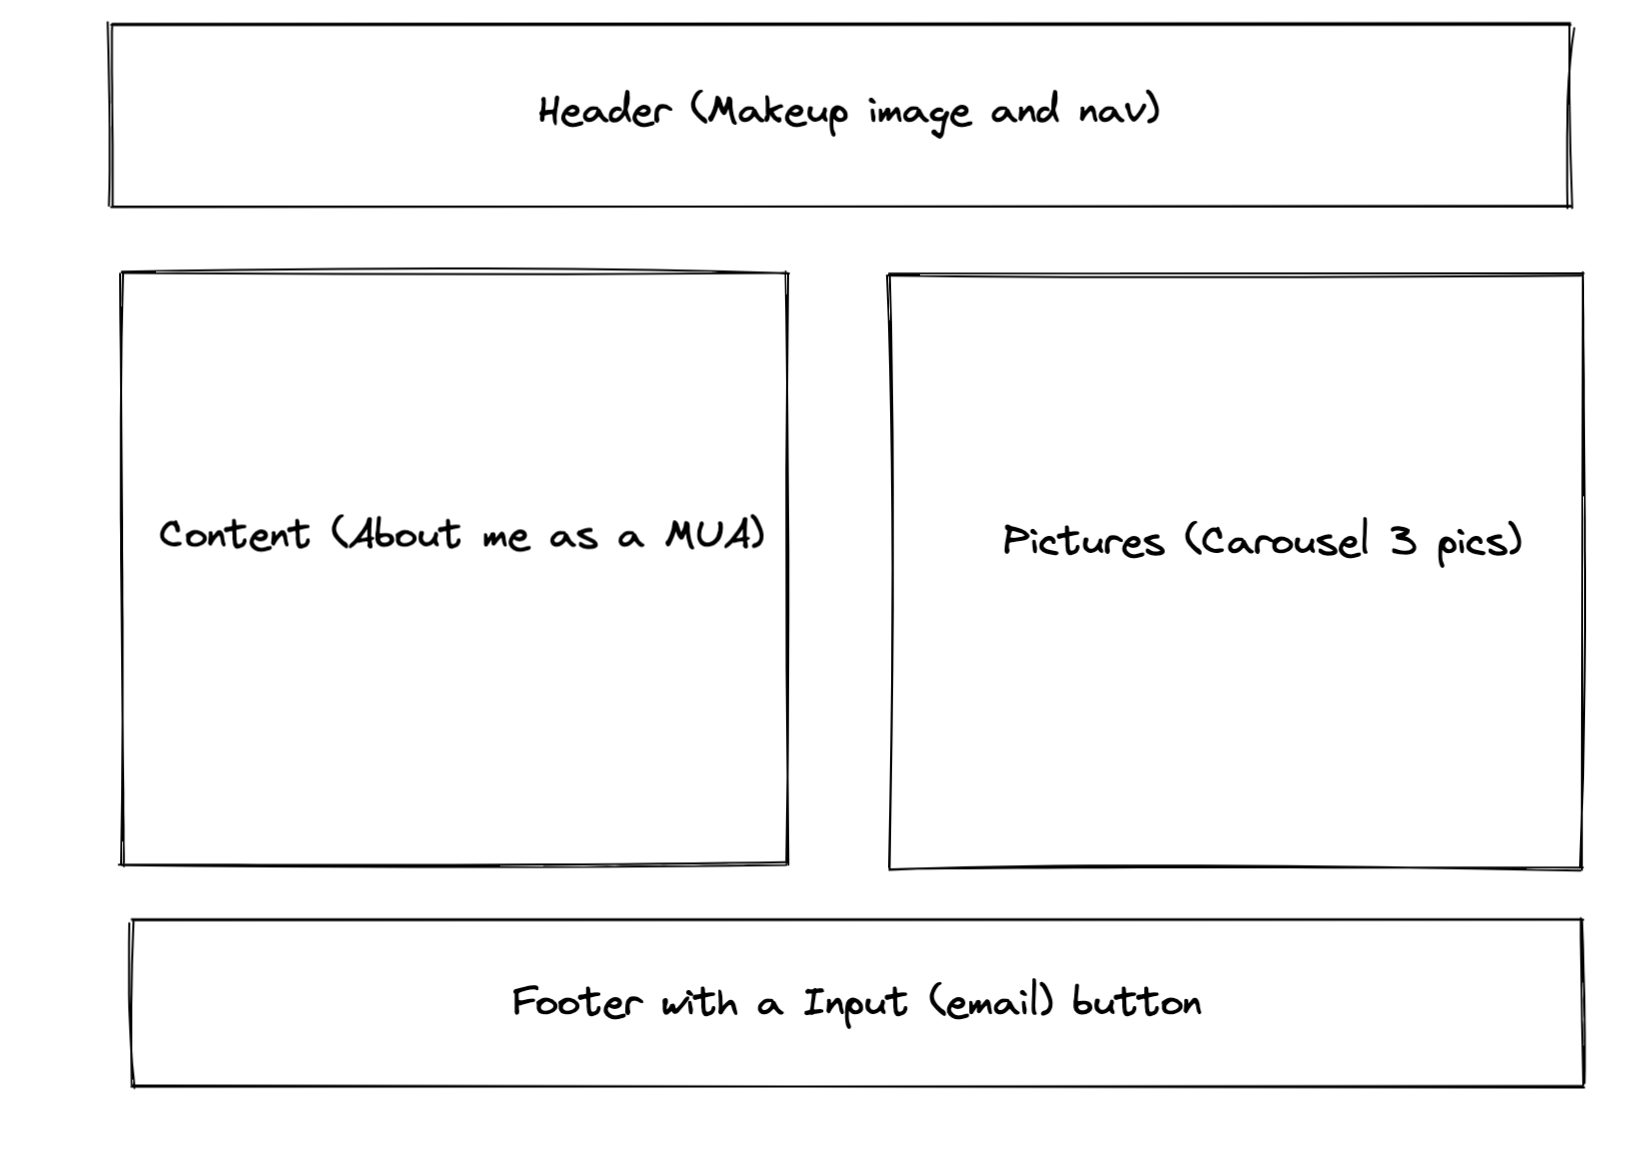 Header (Makeup image and nav)
Content (About me as a MUA)
Pictures (Carousel 3 pics)
Footer with a Input (email) button